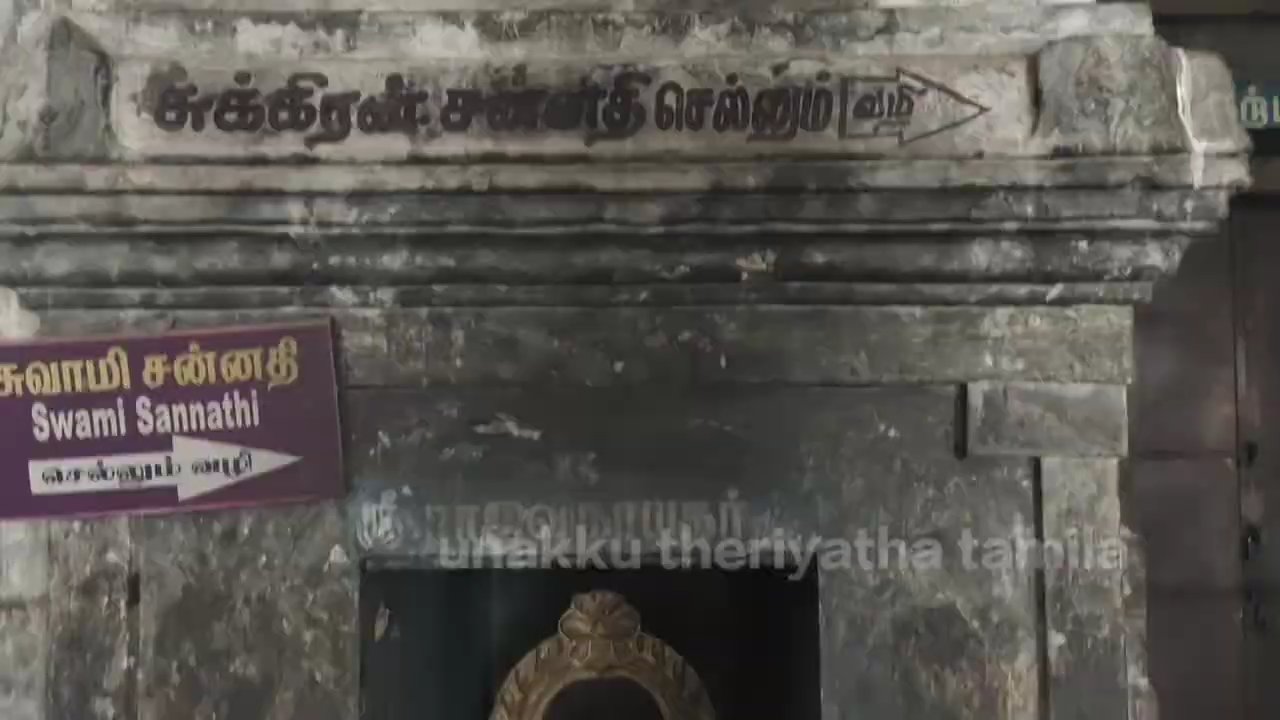 சுக்கிரன் சன்னதி செல்லும் வழி
சுவாமி சன்னதி
Swami Sannathi
செல்லும் வழி
unakku theriyatha tamila